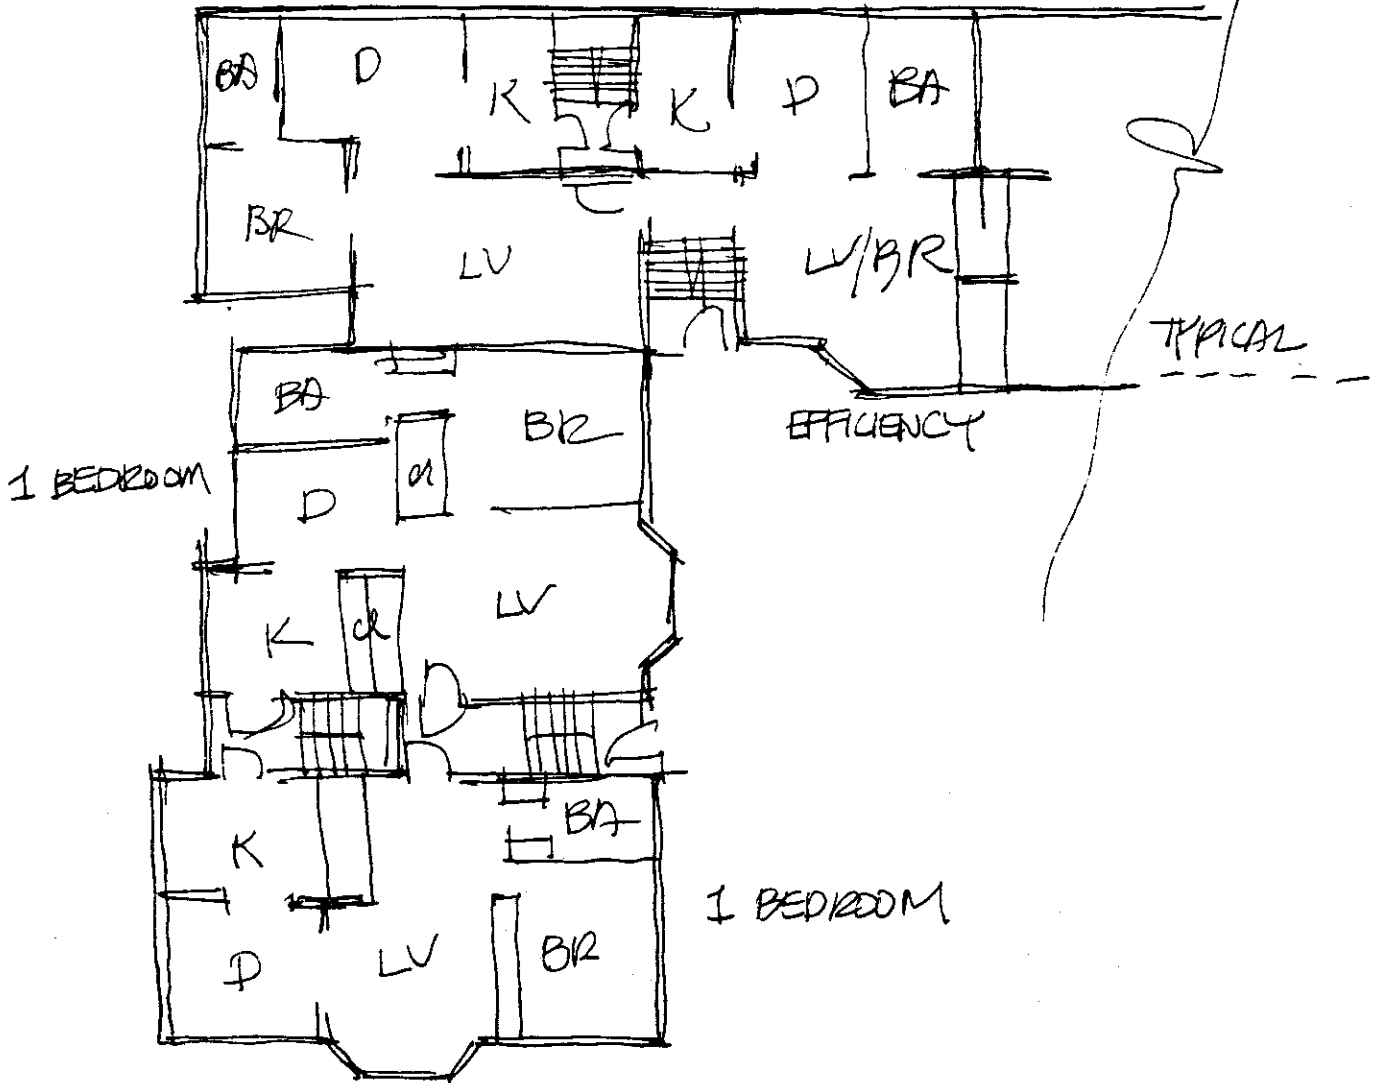 BA D K K D BA
BR LV LV/BR
TYPICAL
EFFICIENCY
BA BR
1 BEDROOM
D cl
K cl LV
K BA
1 BEDROOM
D LV BR